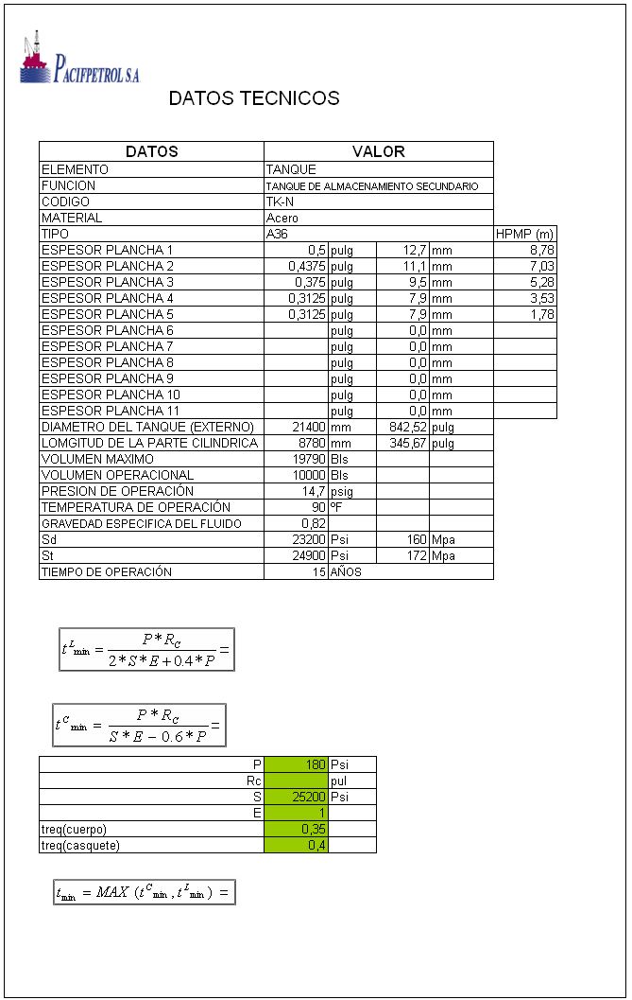 PACIFPETROL S.A.
DATOS TECNICOS
DATOS VALOR
ELEMENTO TANQUE
FUNCION TANQUE DE ALMACENAMIENTO SECUNDARIO
CODIGO TK-N
MATERIAL Acero
TIPO A36 HPMP (m)
ESPESOR PLANCHA 1 0,5 pulg 12,7 mm 8,78
ESPESOR PLANCHA 2 0,4375 pulg 11,1 mm 7,03
ESPESOR PLANCHA 3 0,375 pulg 9,5 mm 5,28
ESPESOR PLANCHA 4 0,3125 pulg 7,9 mm 3,53
ESPESOR PLANCHA 5 0,3125 pulg 7,9 mm 1,78
ESPESOR PLANCHA 6 pulg 0,0 mm
ESPESOR PLANCHA 7 pulg 0,0 mm
ESPESOR PLANCHA 8 pulg 0,0 mm
ESPESOR PLANCHA 9 pulg 0,0 mm
ESPESOR PLANCHA 10 pulg 0,0 mm
ESPESOR PLANCHA 11 pulg 0,0 mm
DIAMETRO DEL TANQUE (EXTERNO) 21400 mm 842,52 pulg
LOMGITUD DE LA PARTE CILINDRICA 8780 mm 345,67 pulg
VOLUMEN MAXIMO 19790 Bls
VOLUMEN OPERACIONAL 10000 Bls
PRESION DE OPERACIÓN 14,7 psig
TEMPERATURA DE OPERACIÓN 90 ºF
GRAVEDAD ESPECIFICA DEL FLUIDO 0,82
Sd 23200 Psi 160 Mpa
St 24900 Psi 172 Mpa
TIEMPO DE OPERACIÓN 15 AÑOS
t^L_min = P * R_C / 2 * S * E + 0.4 * P =
t^C_min = P * R_C / S * E − 0.6 * P =
P 180 Psi
Rc pul
S 25200 Psi
E 1
treq(cuerpo) 0,35
treq(casquete) 0,4
t_min = MAX (t^C_min , t^L_min ) =